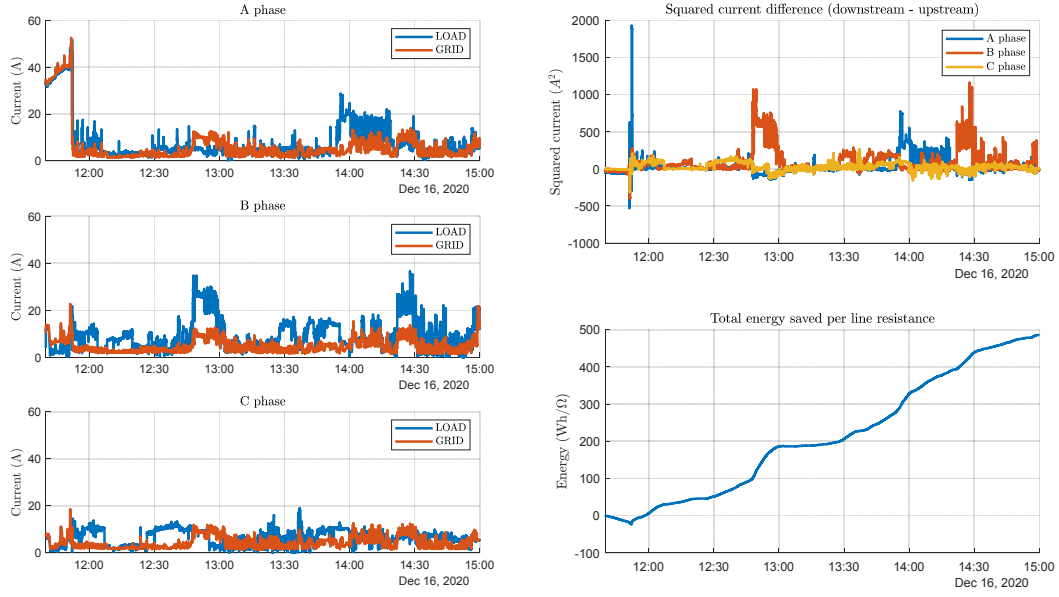 A phase
60
40
20
0
Current (A)
LOAD
GRID
12:00 12:30 13:00 13:30 14:00 14:30 15:00
Dec 16, 2020
B phase
60
40
20
0
Current (A)
LOAD
GRID
12:00 12:30 13:00 13:30 14:00 14:30 15:00
Dec 16, 2020
C phase
60
40
20
0
Current (A)
LOAD
GRID
12:00 12:30 13:00 13:30 14:00 14:30 15:00
Dec 16, 2020
Squared current difference (downstream - upstream)
2000
1500
1000
500
0
-500
-1000
Squared current (A²)
A phase
B phase
C phase
12:00 12:30 13:00 13:30 14:00 14:30 15:00
Dec 16, 2020
Total energy saved per line resistance
500
400
300
200
100
0
-100
Energy (Wh/Ω)
12:00 12:30 13:00 13:30 14:00 14:30 15:00
Dec 16, 2020